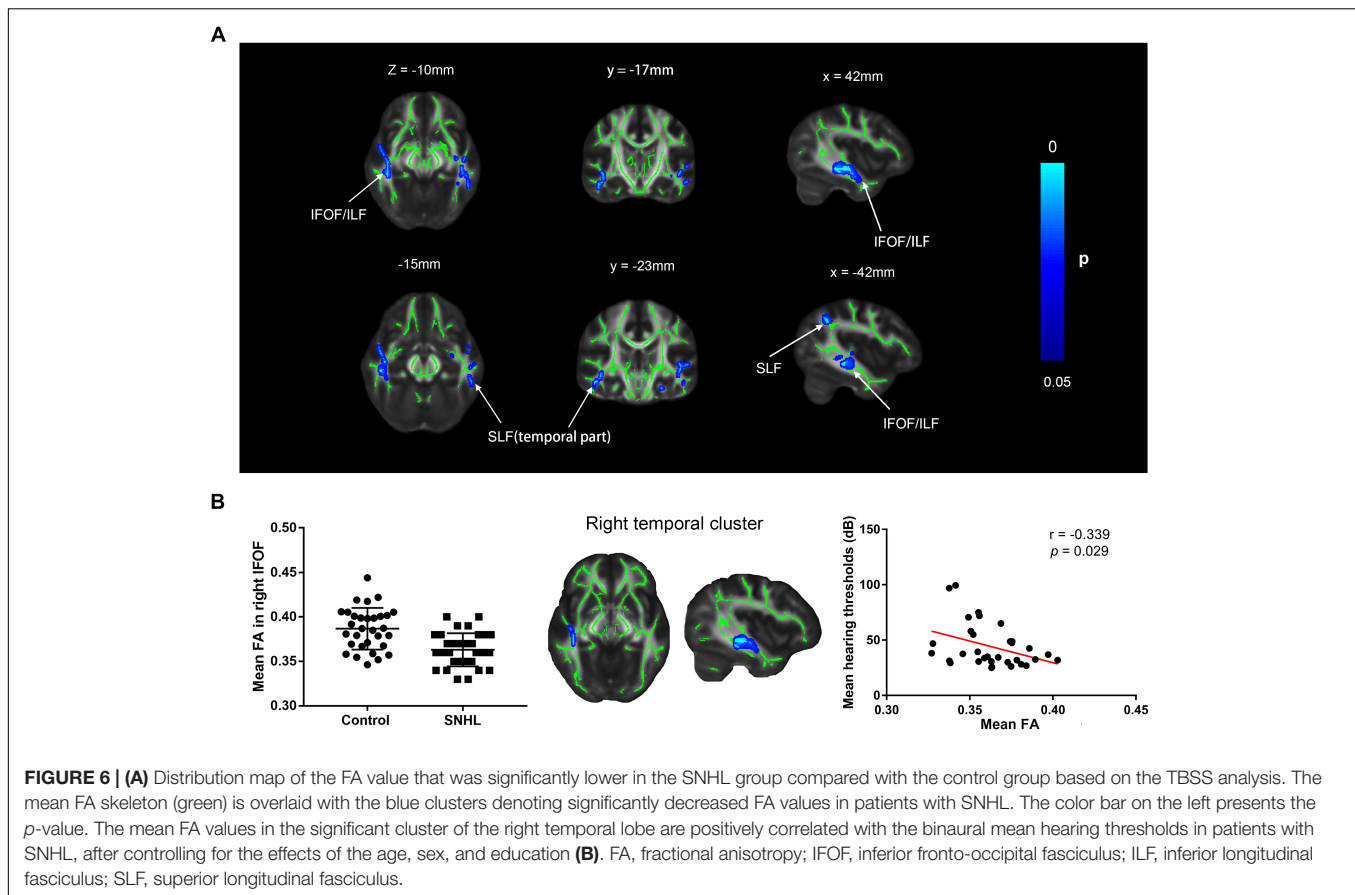 A
Z = -10mm
y = -17mm
x = 42mm
0
IFOF/ILF
IFOF/ILF
p
-15mm
y = -23mm
x = -42mm
SLF
0.05
IFOF/ILF
SLF(temporal part)
B
Mean FA in right IFOF
0.50
0.45
0.40
0.35
0.30
Control
SNHL
Right temporal cluster
Mean hearing thresholds (dB)
150
100
50
0
r = -0.339
p = 0.029
0.30
0.35
0.40
0.45
Mean FA
FIGURE 6 | (A) Distribution map of the FA value that was significantly lower in the SNHL group compared with the control group based on the TBSS analysis. The
mean FA skeleton (green) is overlaid with the blue clusters denoting significantly decreased FA values in patients with SNHL. The color bar on the left presents the
p-value. The mean FA values in the significant cluster of the right temporal lobe are positively correlated with the binaural mean hearing thresholds in patients with
SNHL, after controlling for the effects of the age, sex, and education (B). FA, fractional anisotropy; IFOF, inferior fronto-occipital fasciculus; ILF, inferior longitudinal
fasciculus; SLF, superior longitudinal fasciculus.